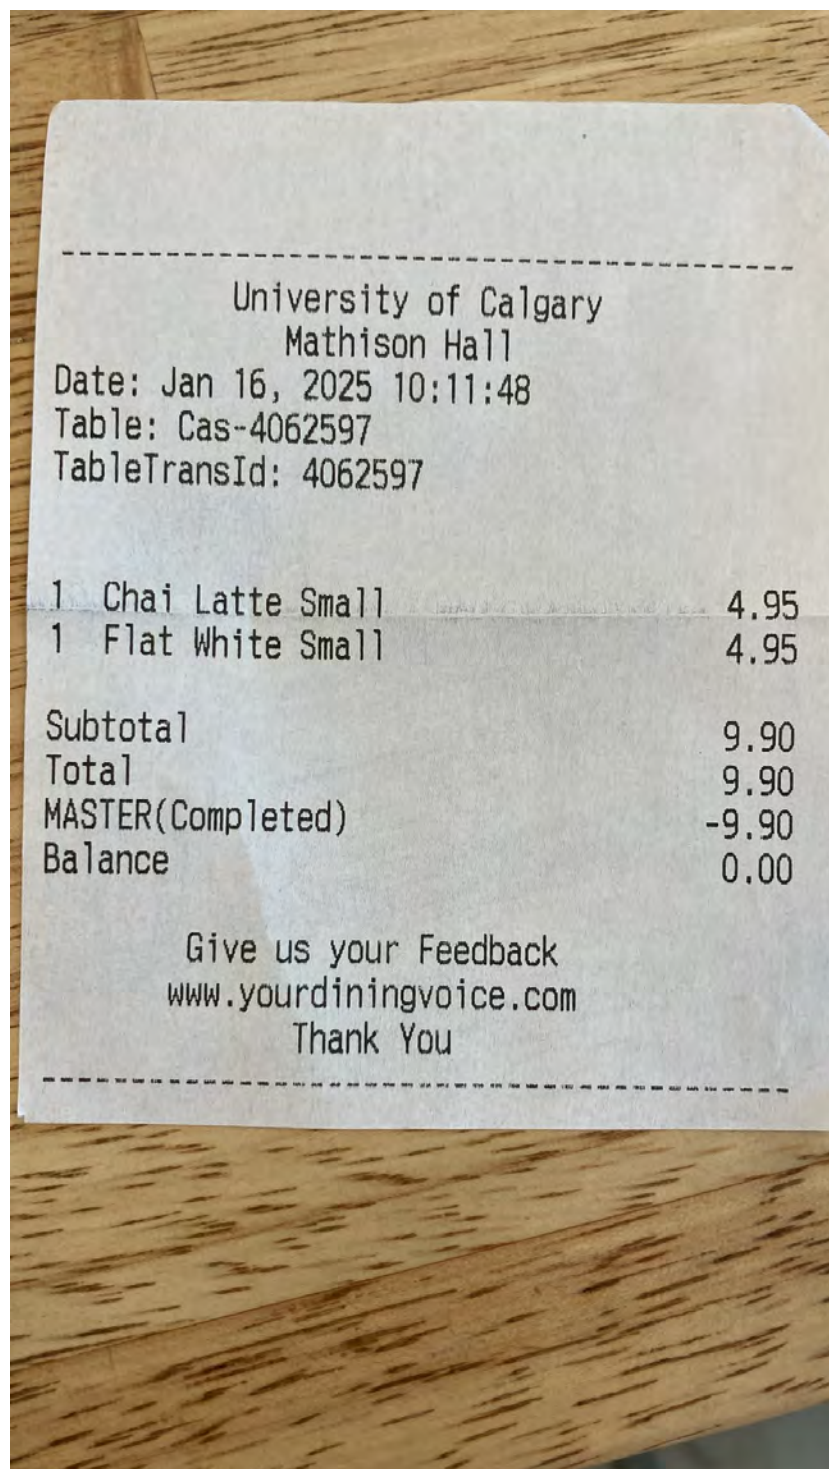 University of Calgary
Mathison Hall
Date: Jan 16, 2025 10:11:48
Table: Cas-4062597
TableTransId: 4062597
1 Chai Latte Small 4.95
1 Flat White Small 4.95
Subtotal 9.90
Total 9.90
MASTER(Completed) -9.90
Balance 0.00
Give us your Feedback
www.yourdiningvoice.com
Thank You